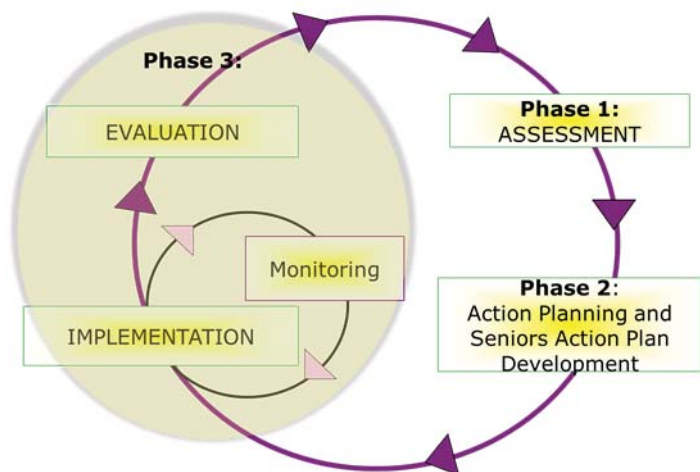 Phase 3:
EVALUATION
Monitoring
IMPLEMENTATION
Phase 1:
ASSESSMENT
Phase 2:
Action Planning and
Seniors Action Plan
Development